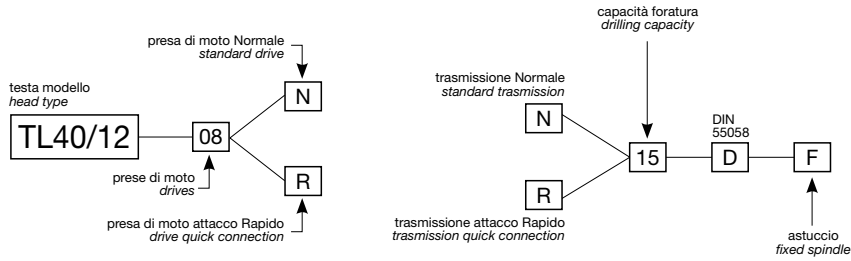 presa di moto Normale
standard drive
N
testa modello
head type
TL40/12
08
prese di moto
drives
R
presa di moto attacco Rapido
drive quick connection
capacità foratura
drilling capacity
trasmissione Normale
standard trasmission
N
15
DIN
55058
D
F
R
trasmissione attacco Rapido
trasmission quick connection
astuccio
fixed spindle